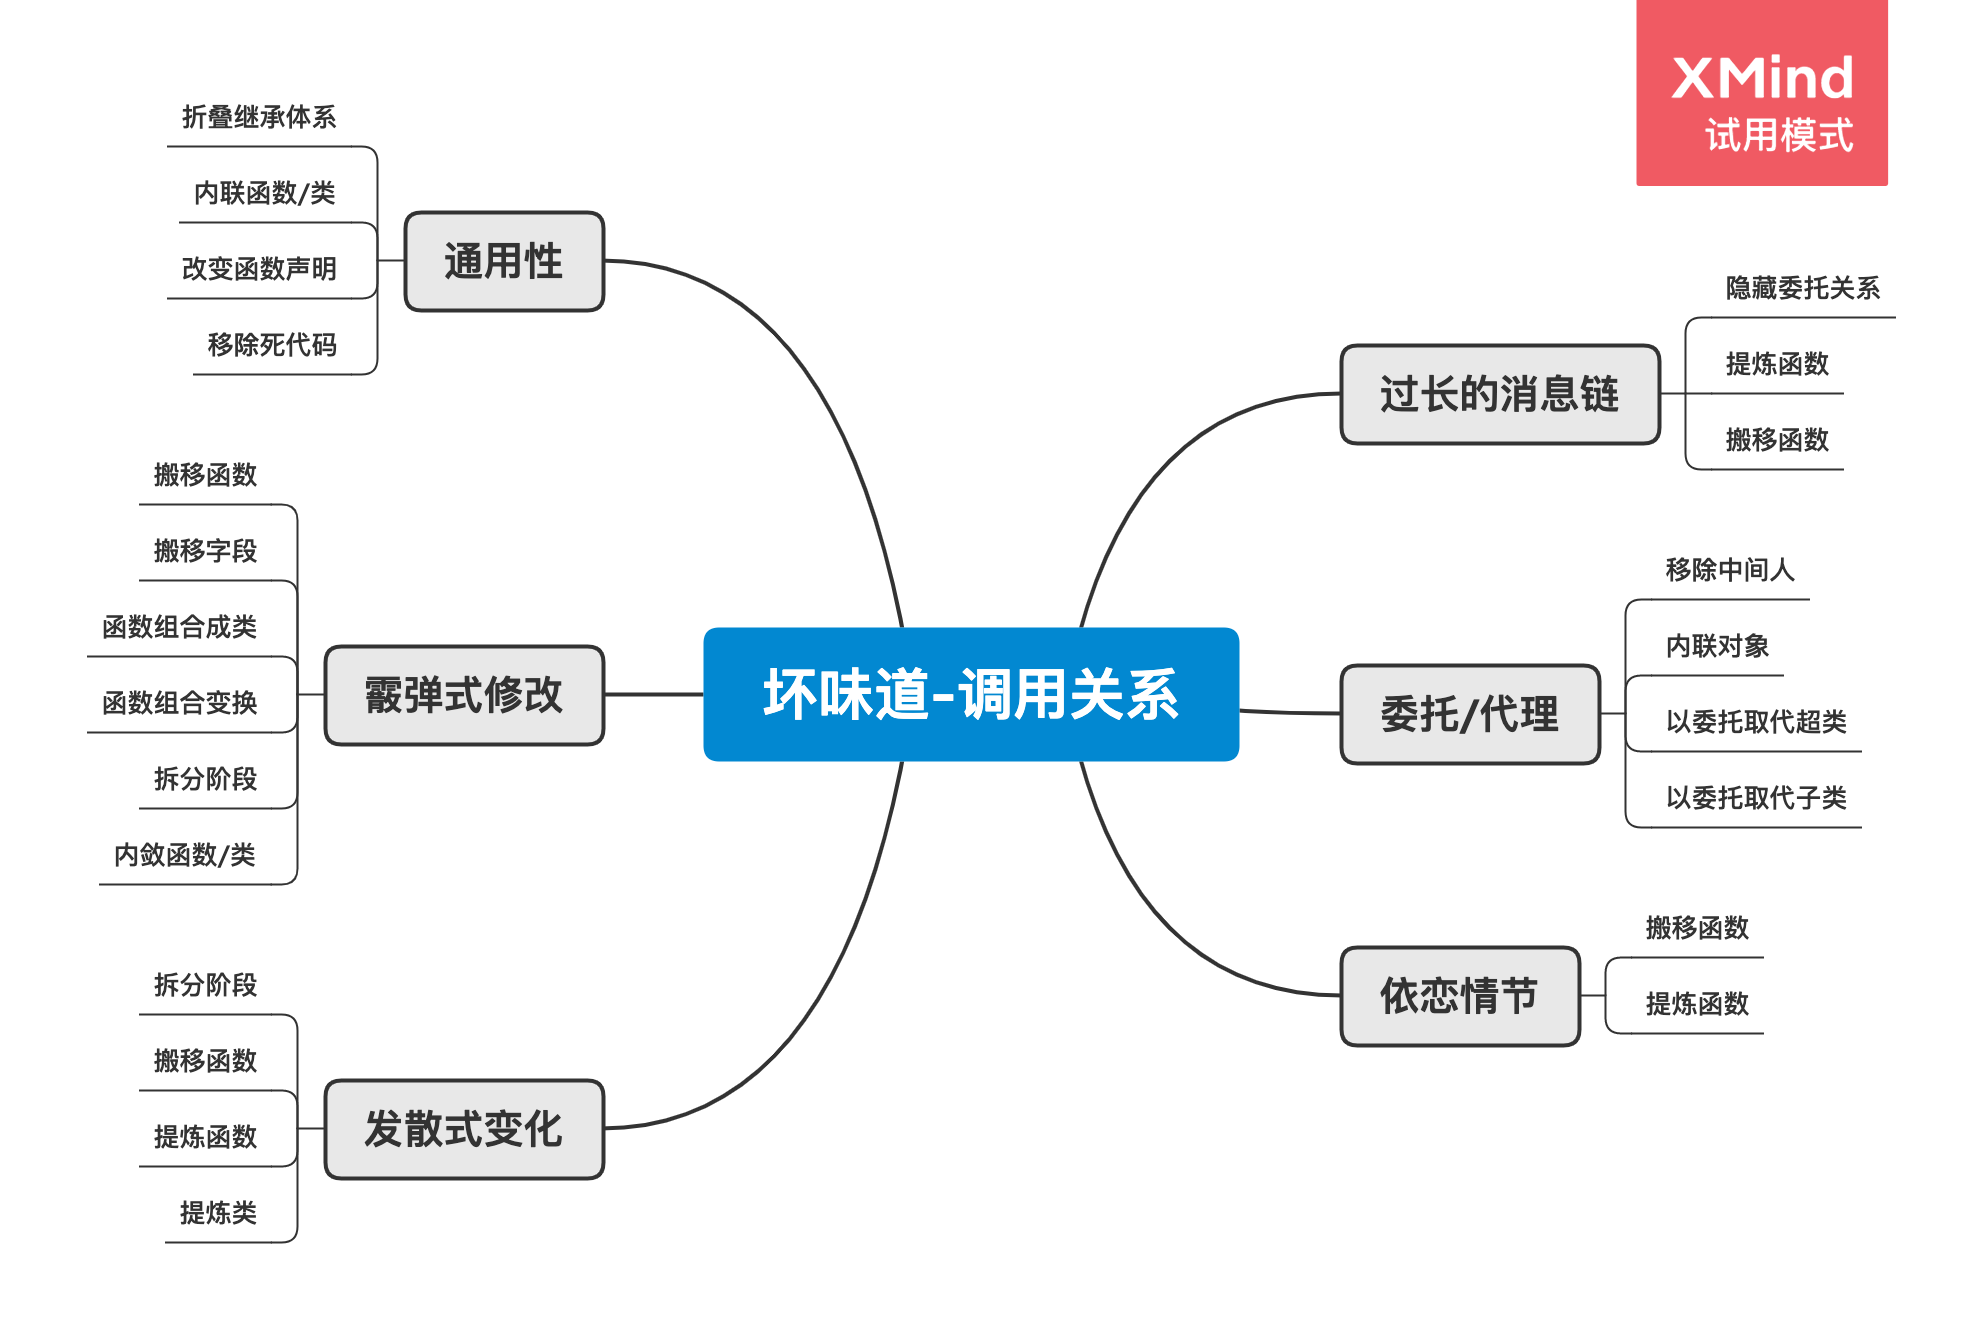 XMind
试用模式
坏味道-调用关系
过长的消息链
隐藏委托关系
提炼函数
搬移函数
委托/代理
移除中间人
内联对象
以委托取代超类
以委托取代子类
依恋情节
搬移函数
提炼函数
通用性
折叠继承体系
内联函数/类
改变函数声明
移除死代码
霰弹式修改
搬移函数
搬移字段
函数组合成类
函数组合变换
拆分阶段
内敛函数/类
发散式变化
拆分阶段
搬移函数
提炼函数
提炼类